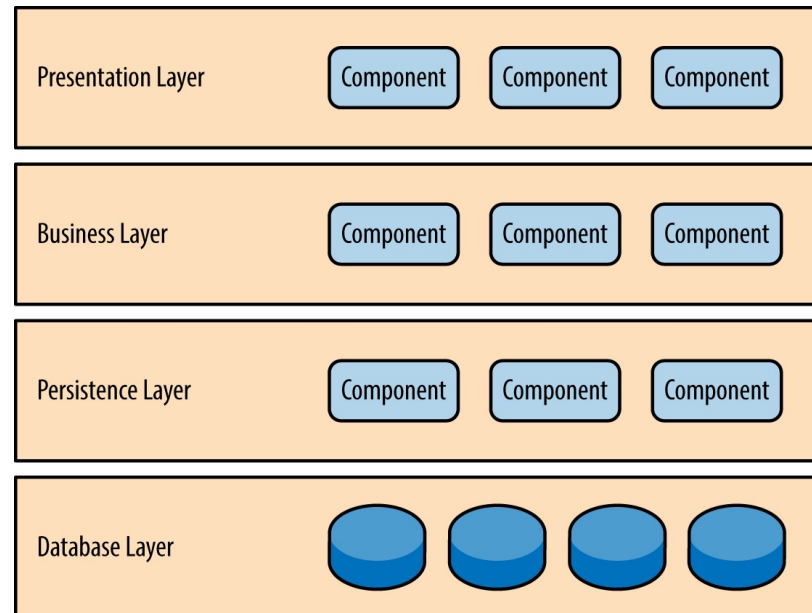 Presentation Layer Component Component Component
Business Layer Component Component Component
Persistence Layer Component Component Component
Database Layer